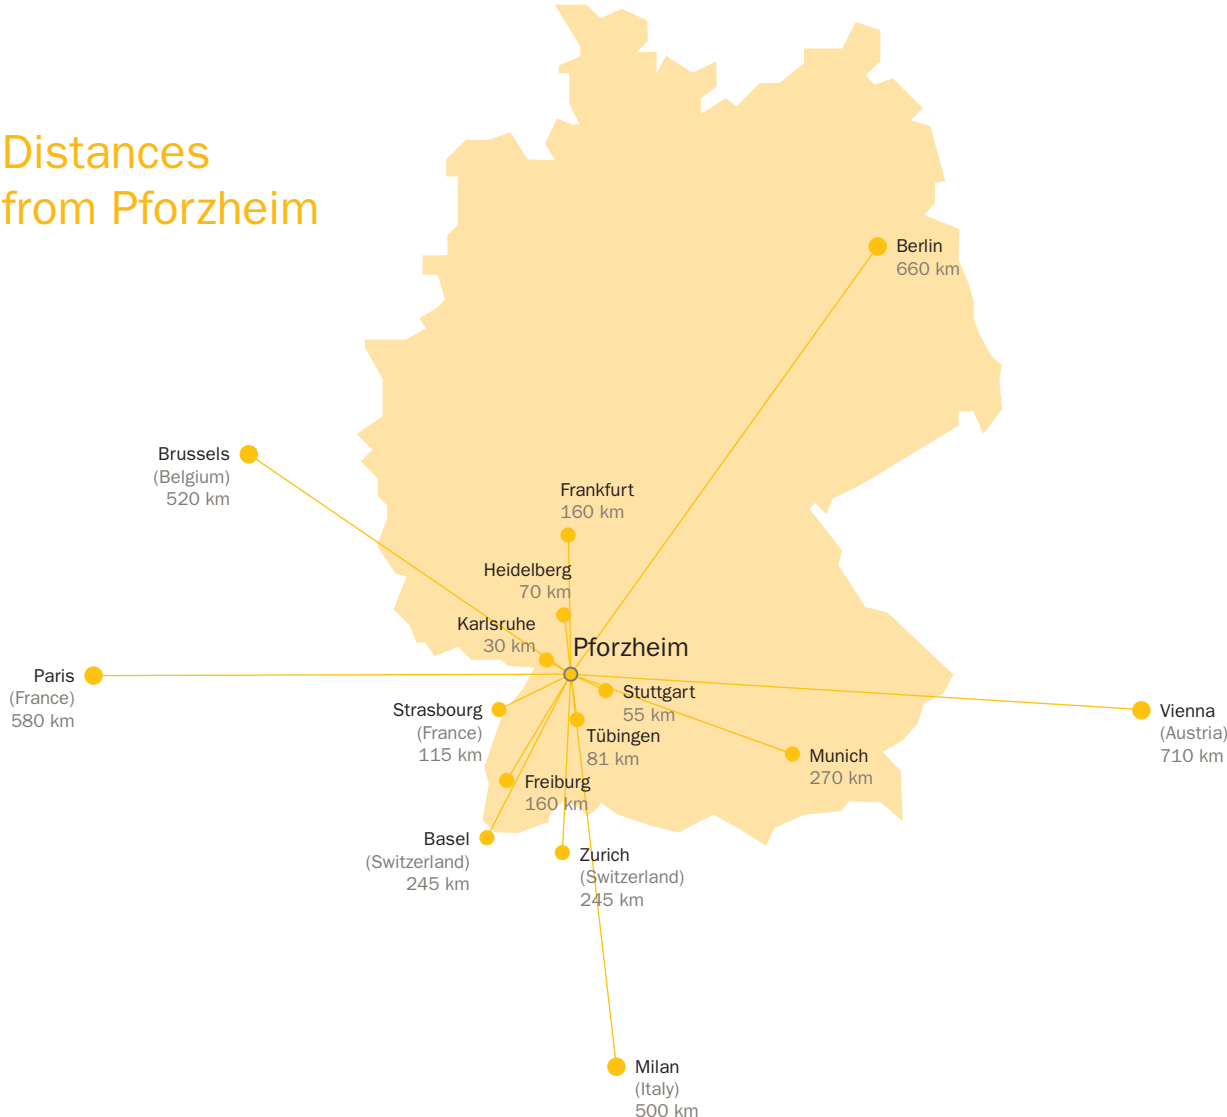 Distances
from Pforzheim
Berlin
660 km
Brussels
(Belgium)
520 km
Frankfurt
160 km
Heidelberg
70 km
Karlsruhe
30 km
Pforzheim
Paris
(France)
580 km
Stuttgart
55 km
Strasbourg
(France)
115 km
Vienna
(Austria)
710 km
Tübingen
81 km
Munich
270 km
Freiburg
160 km
Basel
(Switzerland)
245 km
Zurich
(Switzerland)
245 km
Milan
(Italy)
500 km